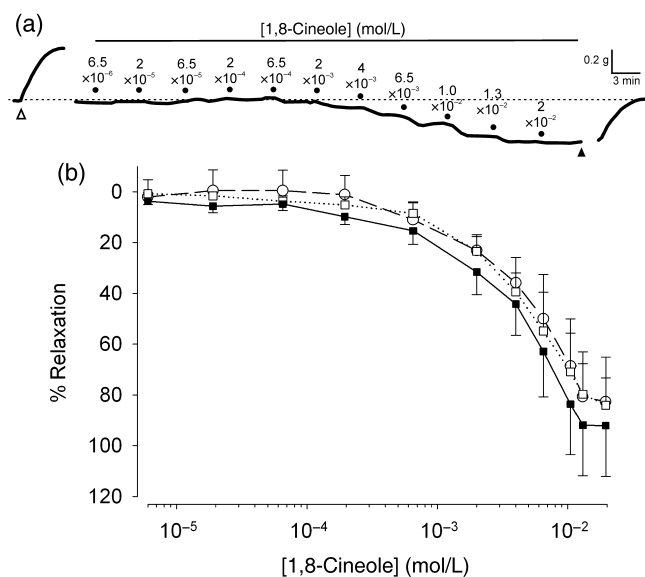 (a)
[1,8-Cineole] (mol/L)
6.5 2 6.5 2 6.5 2 4 6.5 1.0 1.3 2
×10⁻⁶ ×10⁻⁵ ×10⁻⁵ ×10⁻⁴ ×10⁻⁴ ×10⁻³ ×10⁻³ ×10⁻³ ×10⁻² ×10⁻² ×10⁻²
0.2 g
3 min
(b)
0
20
40
60
80
100
120
% Relaxation
10⁻⁵ 10⁻⁴ 10⁻³ 10⁻²
[1,8-Cineole] (mol/L)